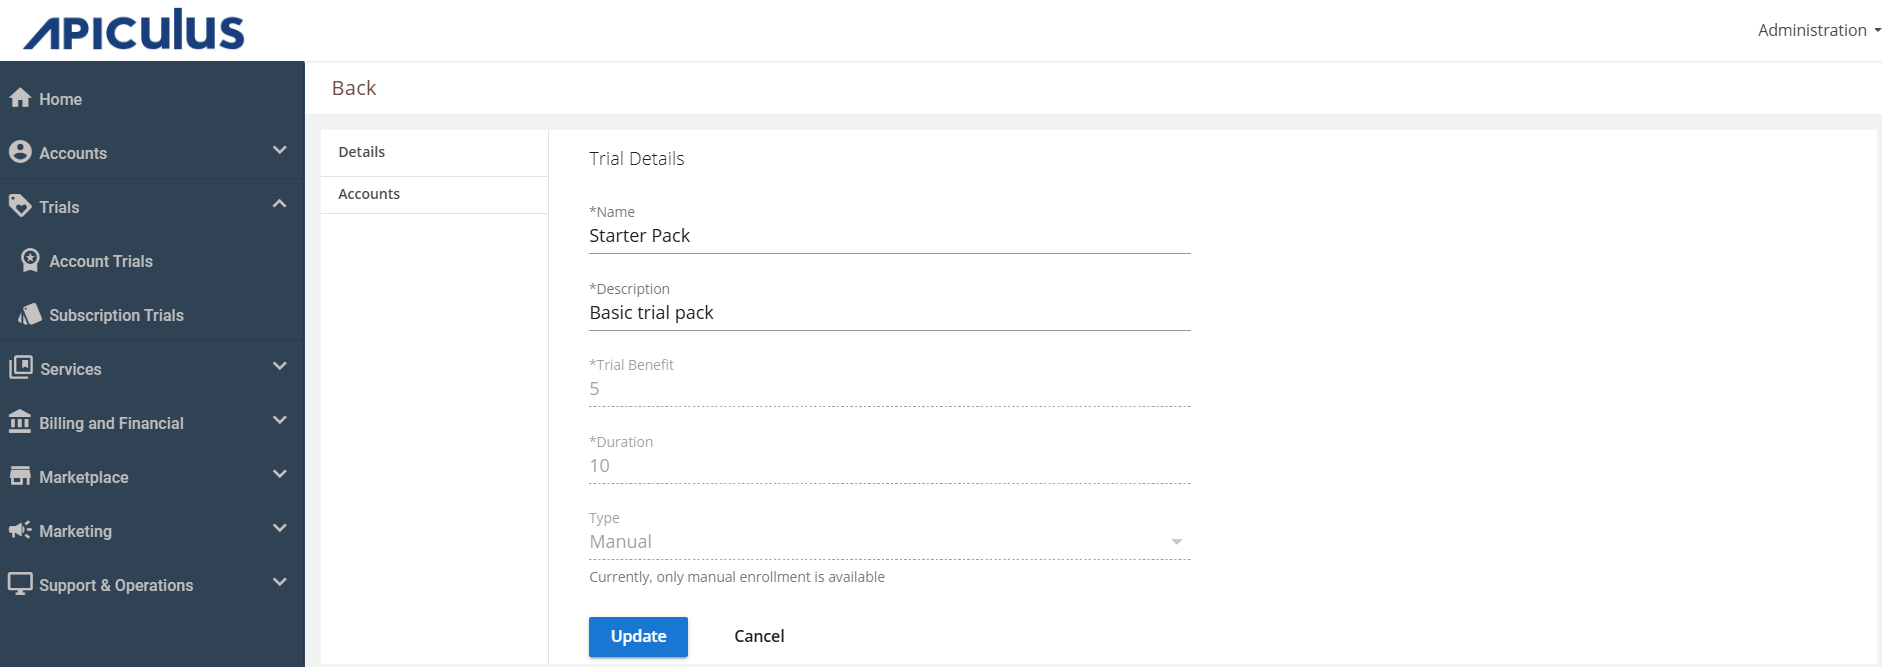 APICULUS
Administration
Home
Accounts
Trials
Account Trials
Subscription Trials
Services
Billing and Financial
Marketplace
Marketing
Support & Operations
Back
Details
Accounts
Trial Details
*Name
Starter Pack
*Description
Basic trial pack
*Trial Benefit
5
*Duration
10
Type
Manual
Currently, only manual enrollment is available
Update Cancel